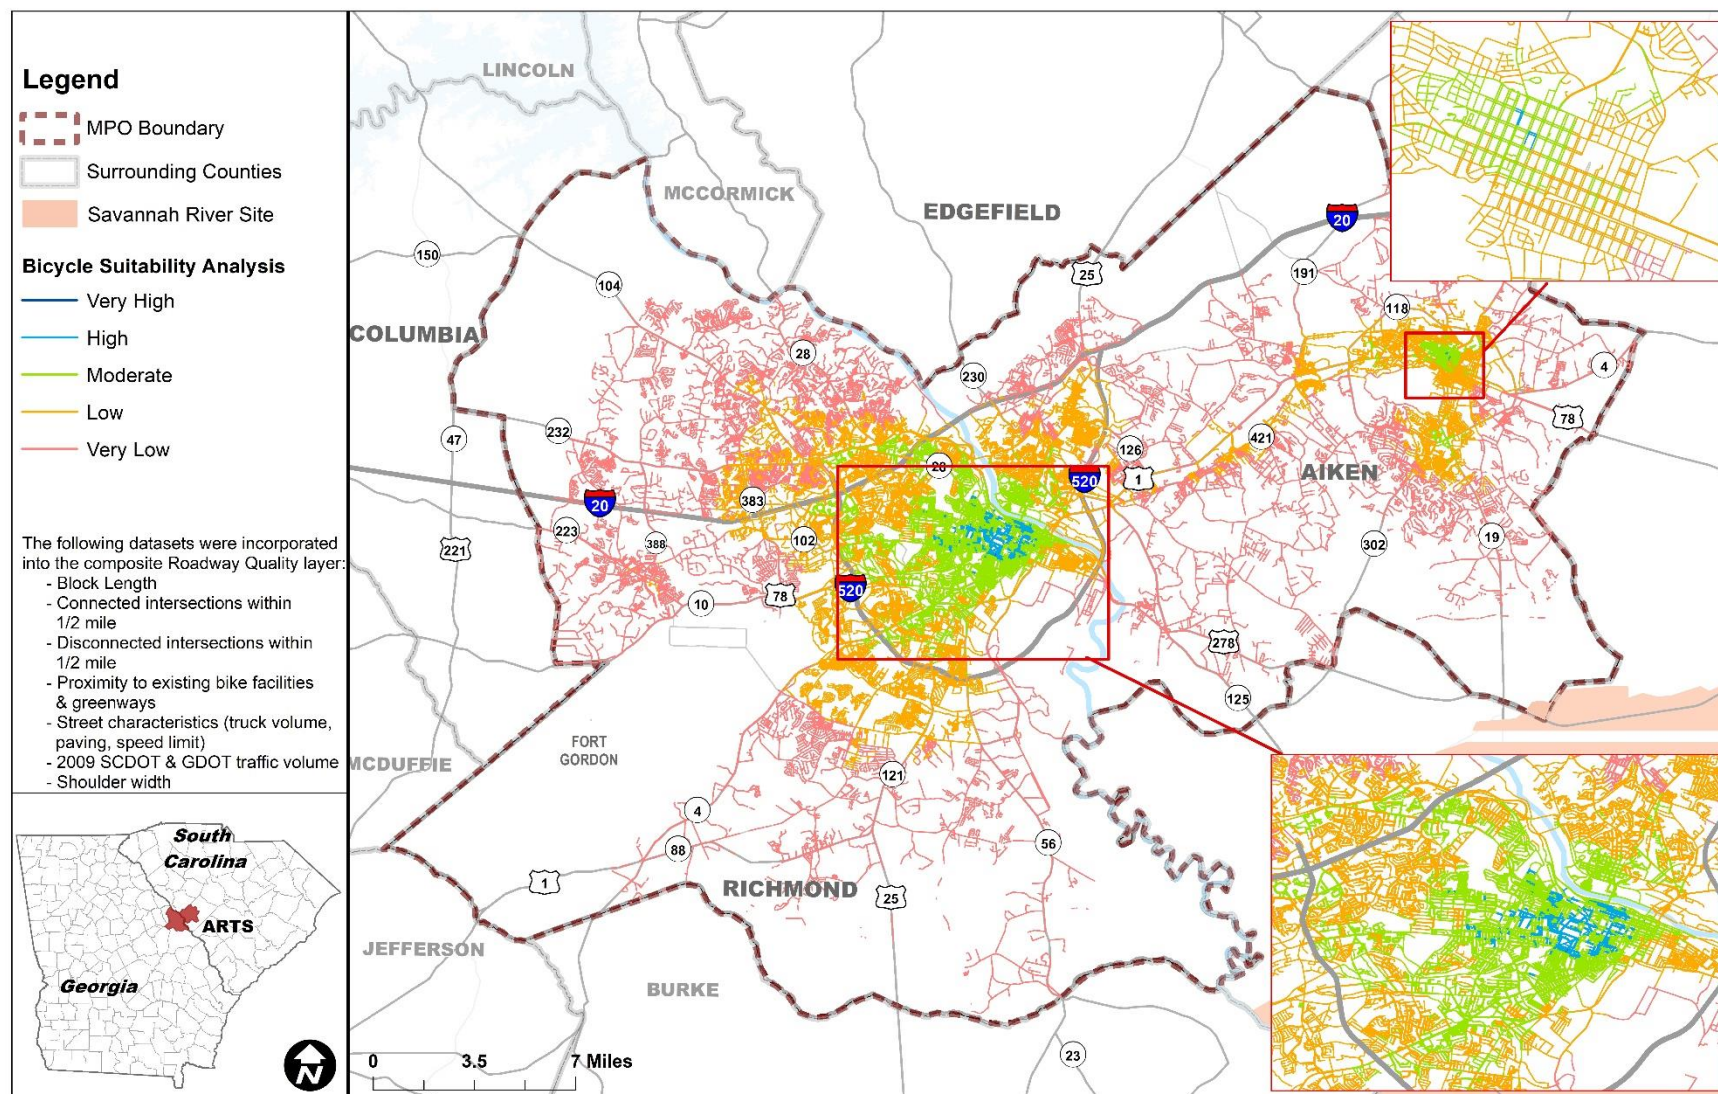 Legend
MPO Boundary
Surrounding Counties
Savannah River Site
Bicycle Suitability Analysis
Very High
High
Moderate
Low
Very Low
The following datasets were incorporated
into the composite Roadway Quality layer:
- Block Length
- Connected intersections within
1/2 mile
- Disconnected intersections within
1/2 mile
- Proximity to existing bike facilities
& greenways
- Street characteristics (truck volume,
paving, speed limit)
- 2009 SCDOT & GDOT traffic volume
- Shoulder width
South
Carolina
ARTS
Georgia
N
LINCOLN
MCCORMICK
EDGEFIELD
20
150
25
191
104
118
COLUMBIA
28
230
4
78
47
232
126
421
28
520
1
AIKEN
383
20
223
388
102
221
302
19
520
78
10
278
125
FORT
GORDON
MCDUFFIE
121
4
88
56
1
RICHMOND
25
JEFFERSON
BURKE
23
0 3.5 7 Miles